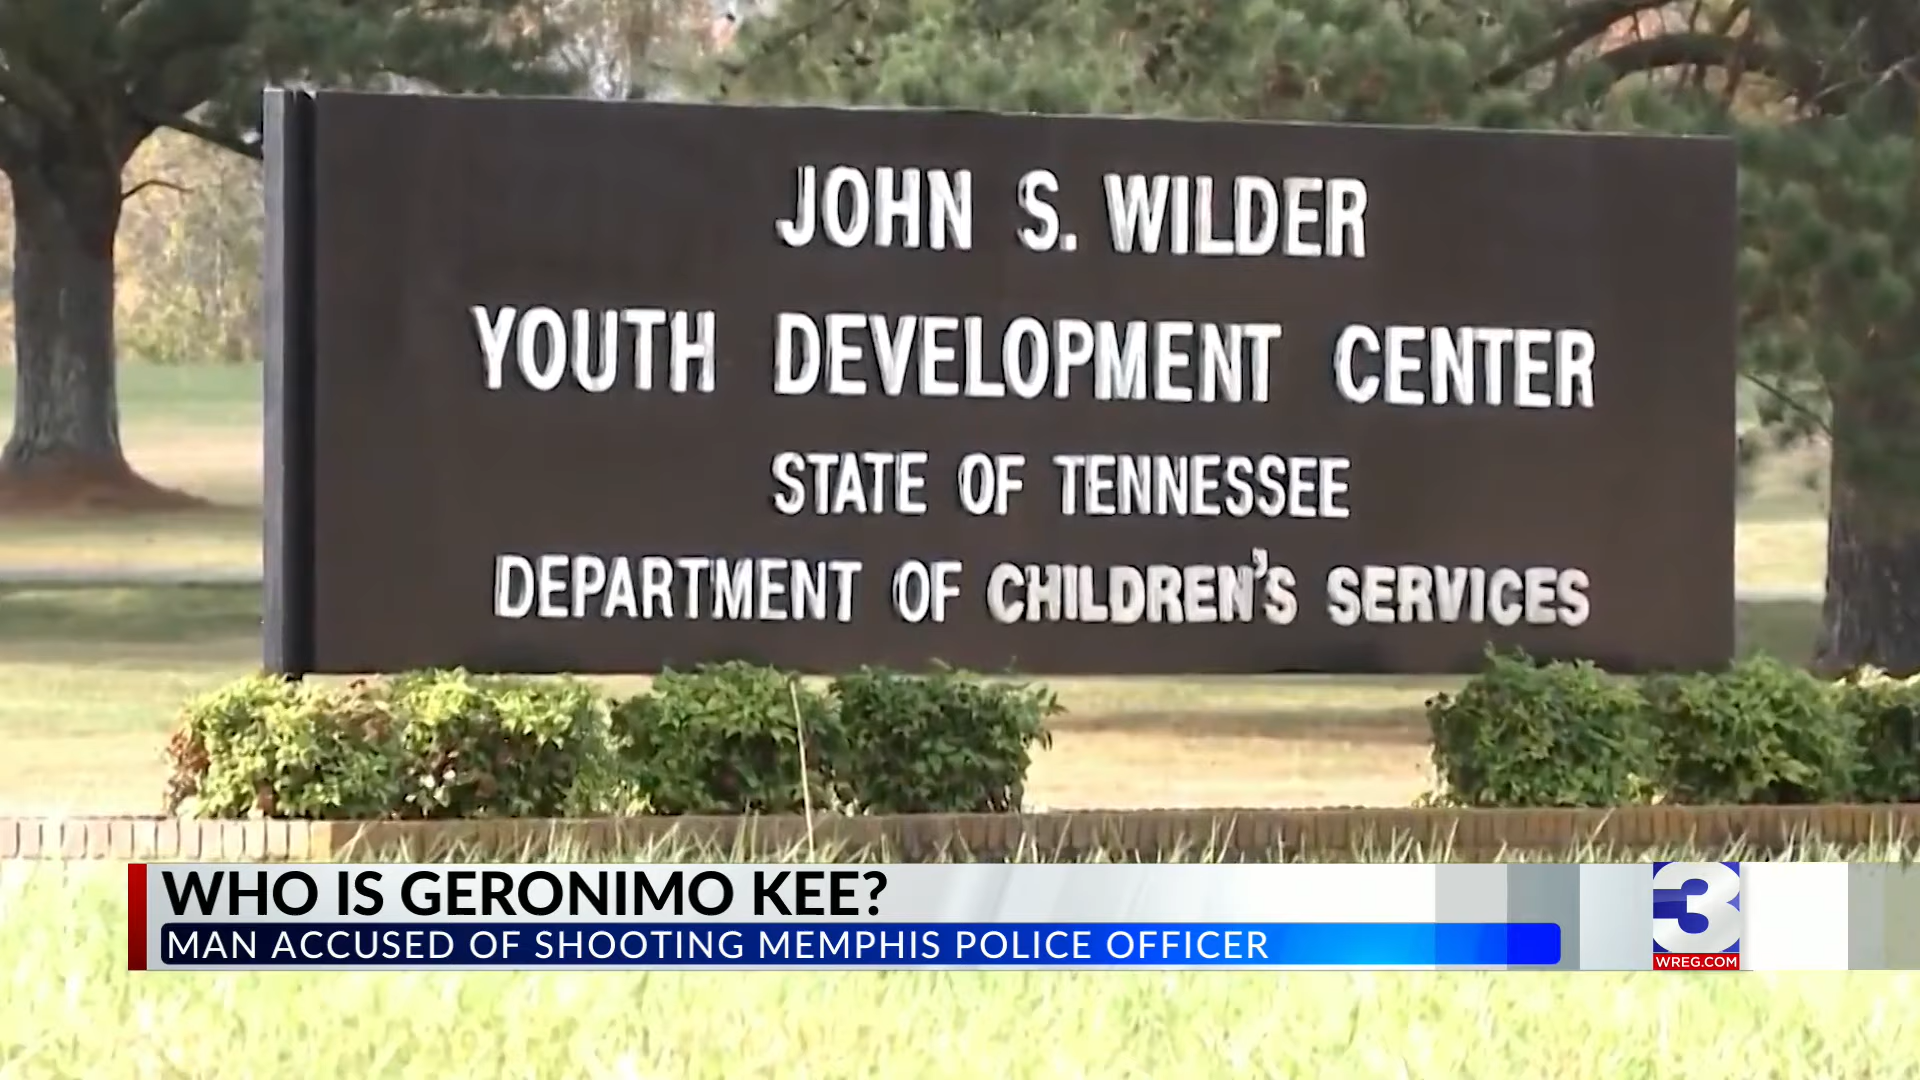 JOHN S. WILDER
YOUTH DEVELOPMENT CENTER
STATE OF TENNESSEE
DEPARTMENT OF CHILDREN'S SERVICES
WHO IS GERONIMO KEE?
MAN ACCUSED OF SHOOTING MEMPHIS POLICE OFFICER
3
WREG.COM